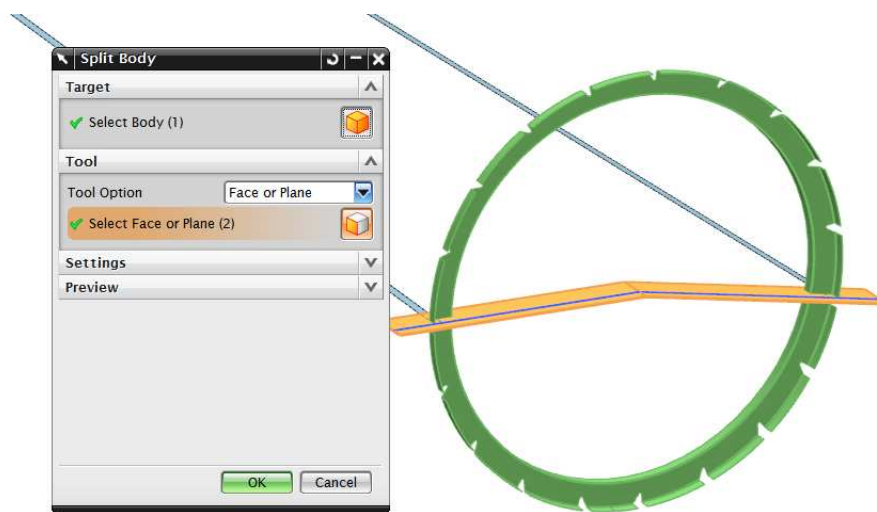 Split Body
Target
Select Body (1)
Tool
Tool Option Face or Plane
Select Face or Plane (2)
Settings
Preview
OK Cancel